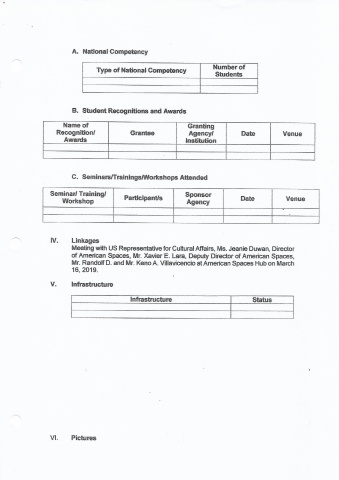 A. National Competency
Type of National Competency
Number of
Students
B. Student Recognitions and Awards
Name of
Recognition/
Awards
Grantee
Granting
Agency/
Institution
Date
Venue
C. Seminars/Trainings/Workshops Attended
Seminar/ Training/
Workshop
Participant/s
Sponsor
Agency
Date
Venue
IV. Linkages
Meeting with US Representative for Cultural Affairs, Ms. Jeanie Duwan, Director
of American Spaces, Mr. Xavier E. Lara, Deputy Director of American Spaces,
Mr. Randolf D. and Mr. Keno A. Villavicencio at American Spaces Hub on March
16, 2019.
V. Infrastructure
Infrastructure
Status
VI. Pictures